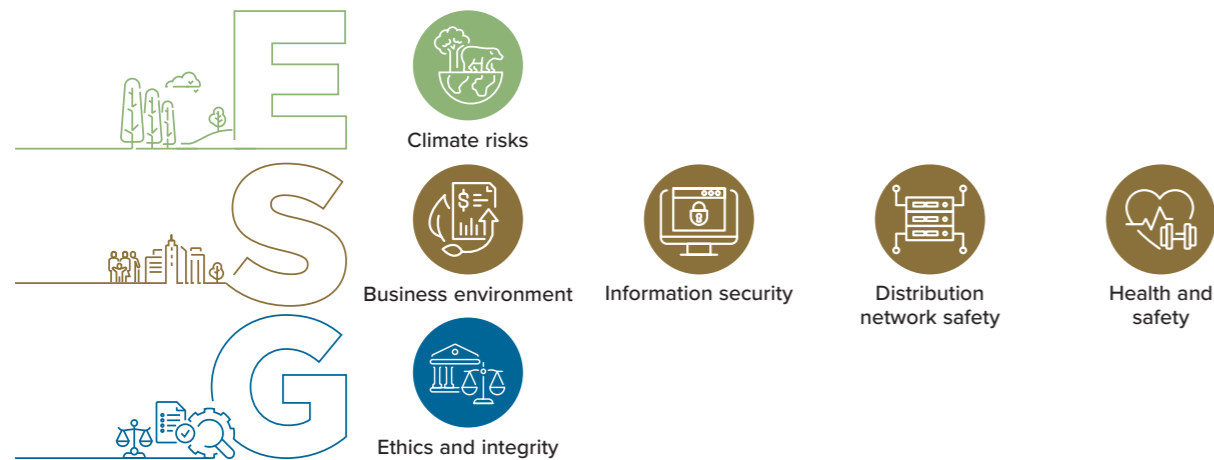 E
Climate risks
S
Business environment
Information security
Distribution
network safety
Health and
safety
G
Ethics and integrity